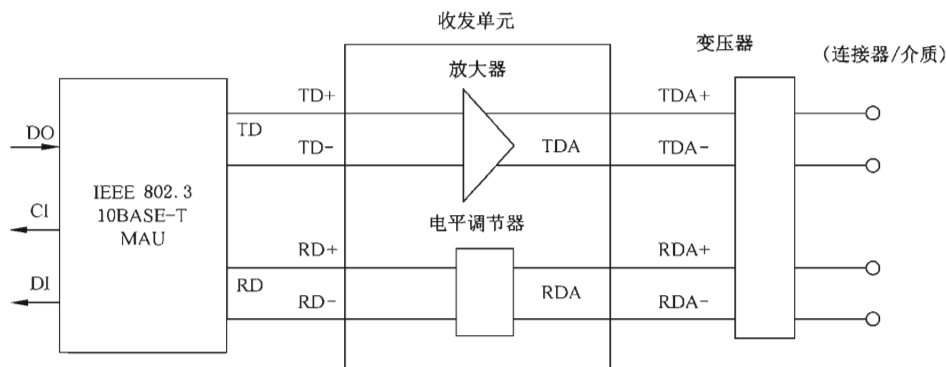 收发单元
变压器
(连接器/介质)
放大器
TD+
TDA+
DO
TD
TD-
TDA
TDA-
IEEE 802.3
10BASE-T
MAU
CI
电平调节器
RD+
RDA+
DI
RD
RDA
RD-
RDA-